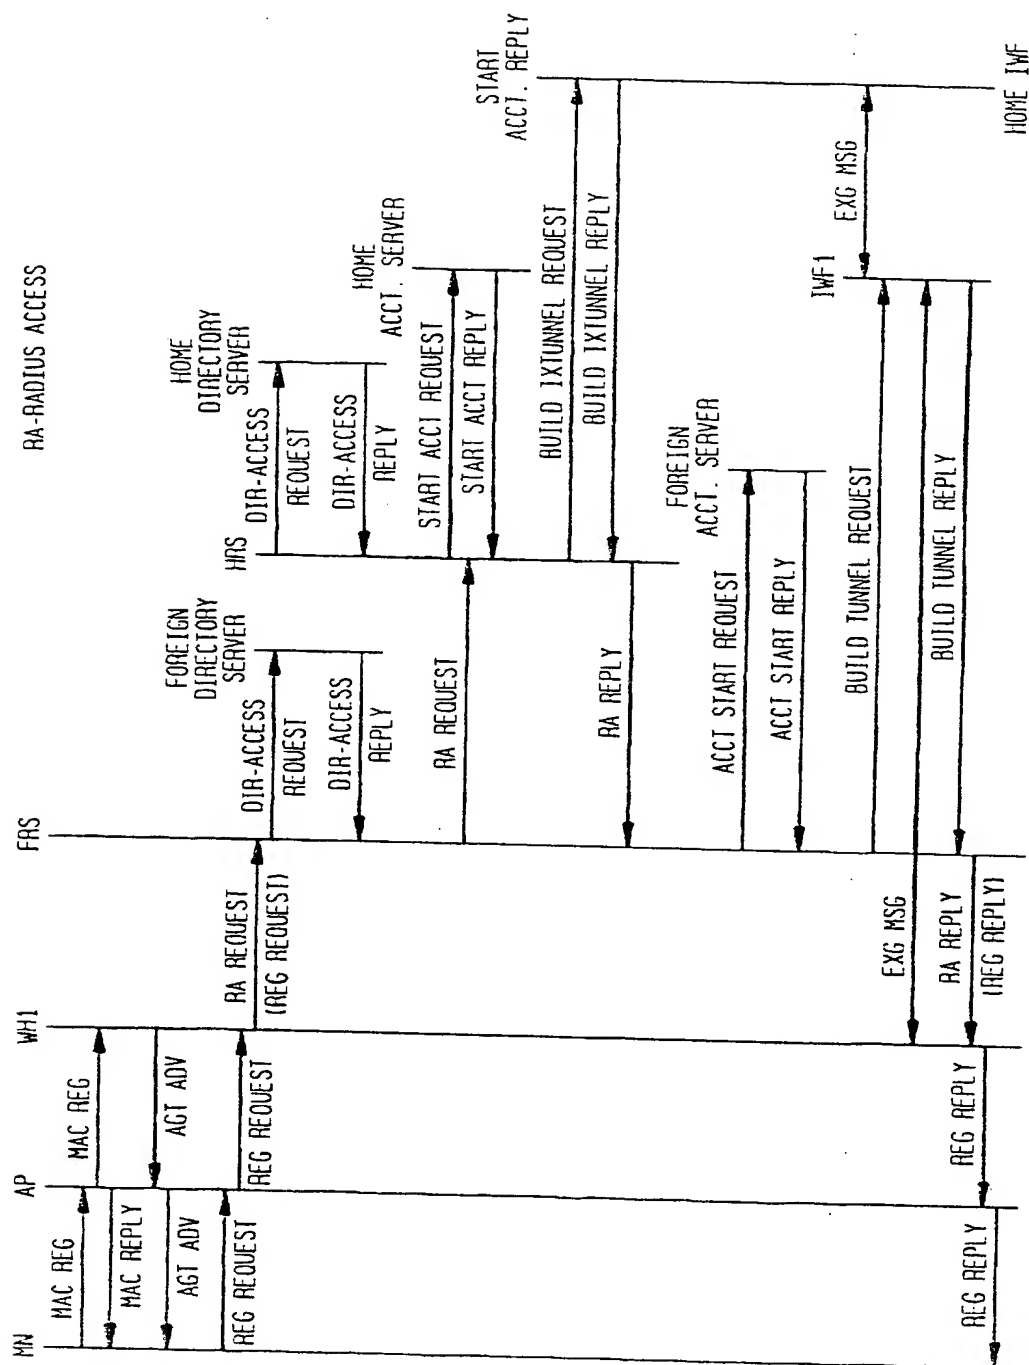 RA-RADIUS ACCESS
MN
AP
WH1
FRS
FOREIGN
DIRECTORY
SERVER
HRS
HOME
DIRECTORY
SERVER
HOME
ACCT. SERVER
START
ACCT. REPLY
MAC REG
MAC REG
MAC REPLY
AGT ADV
AGT ADV
REG REQUEST
REG REQUEST
RA REQUEST
(REG REQUEST)
DIR-ACCESS
REQUEST
DIR-ACCESS
REPLY
DIR-ACCESS
REQUEST
DIR-ACCESS
REPLY
RA REQUEST
START ACCT REQUEST
START ACCT REPLY
BUILD IXTUNNEL REQUEST
BUILD IXTUNNEL REPLY
RA REPLY
FOREIGN
ACCT. SERVER
ACCT START REQUEST
ACCT START REPLY
IWF1
BUILD TUNNEL REQUEST
EXG MSG
EXG MSG
BUILD TUNNEL REPLY
RA REPLY
(REG REPLY)
REG REPLY
REG REPLY
HOME IWF